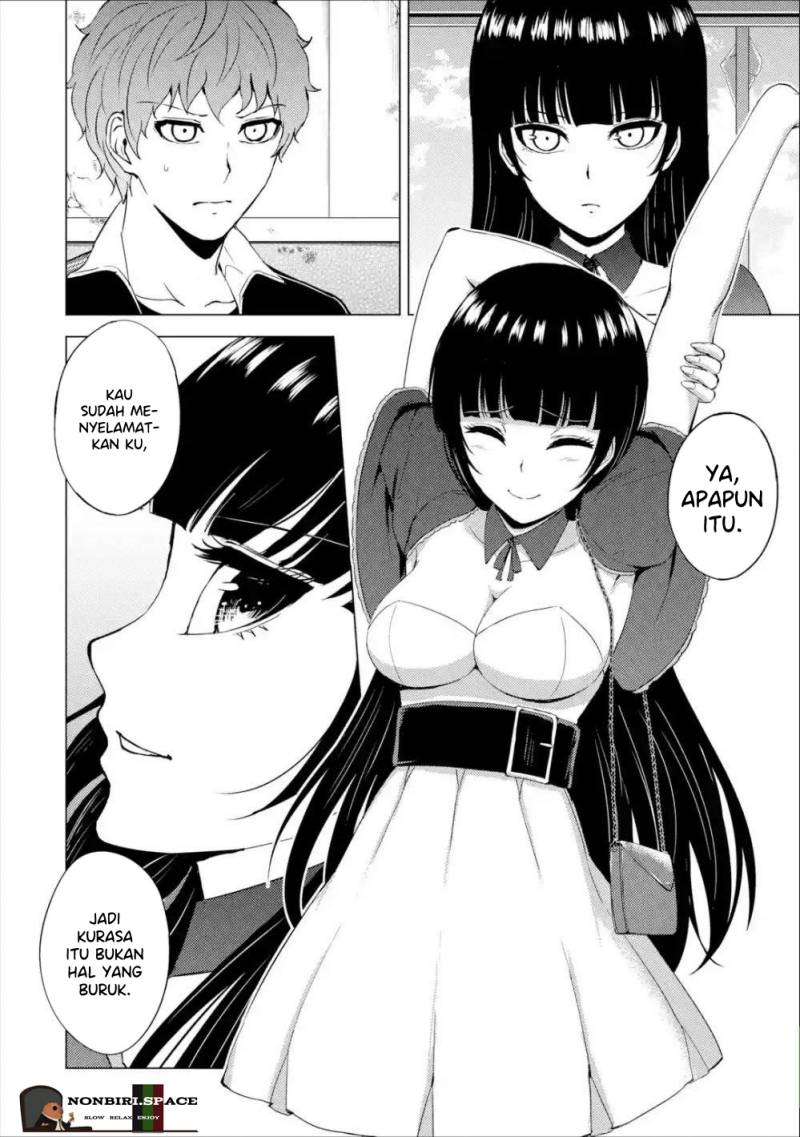 YA,
APAPUN
ITU.
KAU
SUDAH ME-
NYELAMAT-
KAN KU,
JADI
KURASA
ITU BUKAN
HAL YANG
BURUK.
NONBIRI.SPACE
SLOW RELAX ENJOY